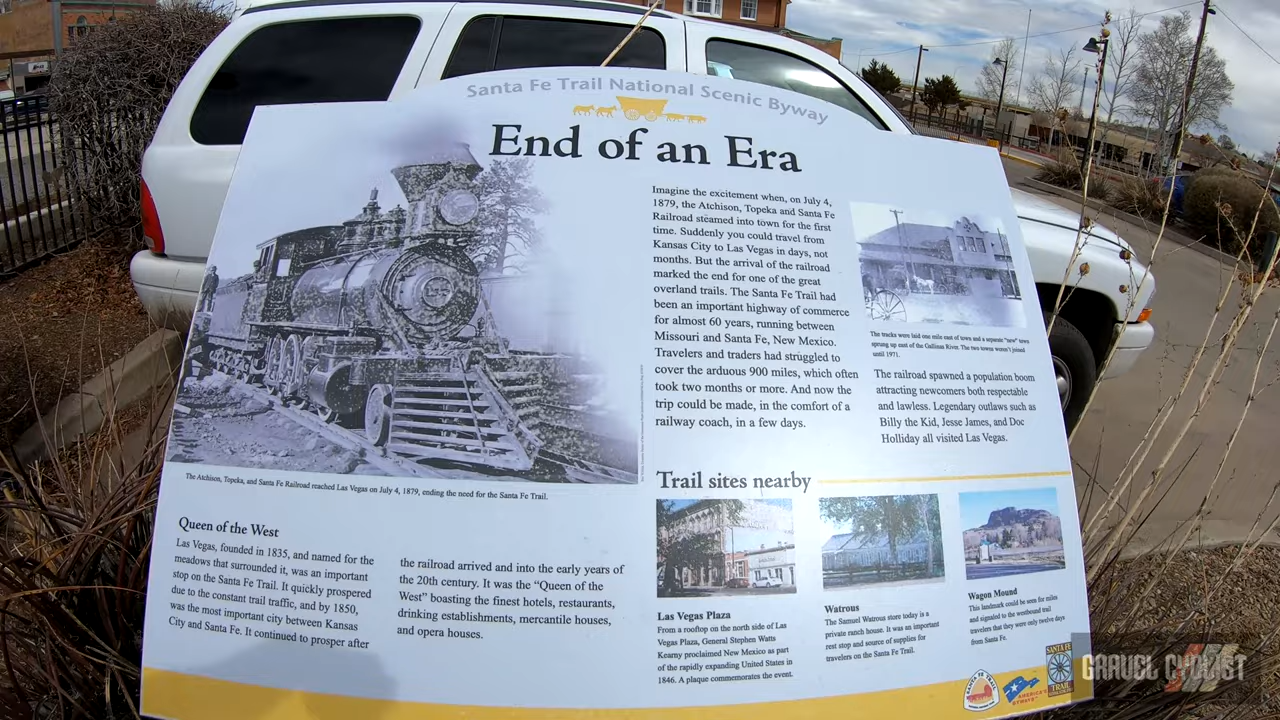 Santa Fe Trail National Scenic Byway
End of an Era
Imagine the excitement when, on July 4,
1879, the Atchison, Topeka and Santa Fe
Railroad steamed into town for the first
time. Suddenly you could travel from
Kansas City to Las Vegas in days, not
months. But the arrival of the railroad
marked the end for one of the great
overland trails. The Santa Fe Trail had
been an important highway of commerce
for almost 60 years, running between
Missouri and Santa Fe, New Mexico.
Travelers and traders had struggled to
cover the arduous 900 miles, which often
took two months or more. And now the
trip could be made, in the comfort of a
railway coach, in a few days.
The tracks were laid one mile east of town and a separate "new" town
sprung up east of the Gallinas River. The two towns weren't joined
until 1971.
The railroad spawned a population boom
attracting newcomers both respectable
and lawless. Legendary outlaws such as
Billy the Kid, Jesse James, and Doc
Holliday all visited Las Vegas.
The Atchison, Topeka, and Santa Fe Railroad reached Las Vegas on July 4, 1879, ending the need for the Santa Fe Trail.
Queen of the West
Las Vegas, founded in 1835, and named for the
meadows that surrounded it, was an important
stop on the Santa Fe Trail. It quickly prospered
due to the constant trail traffic, and by 1850,
was the most important city between Kansas
City and Santa Fe. It continued to prosper after
the railroad arrived and into the early years of
the 20th century. It was the “Queen of the
West” boasting the finest hotels, restaurants,
drinking establishments, mercantile houses,
and opera houses.
Trail sites nearby
Las Vegas Plaza
From a rooftop on the north side of Las
Vegas Plaza, General Stephen Watts
Kearny proclaimed New Mexico as part
of the rapidly expanding United States in
1846. A plaque commemorates the event.
Watrous
The Samuel Watrous store today is a
private ranch house. It was an important
rest stop and source of supplies for
travelers on the Santa Fe Trail.
Wagon Mound
This landmark could be seen for miles
and signaled to the westbound trail
travelers that they were only twelve days
from Santa Fe.
SANTA FE TRAIL
AMERICA'S
BYWAYS
SANTA FE
TRAIL
GRAVEL CYCLIST